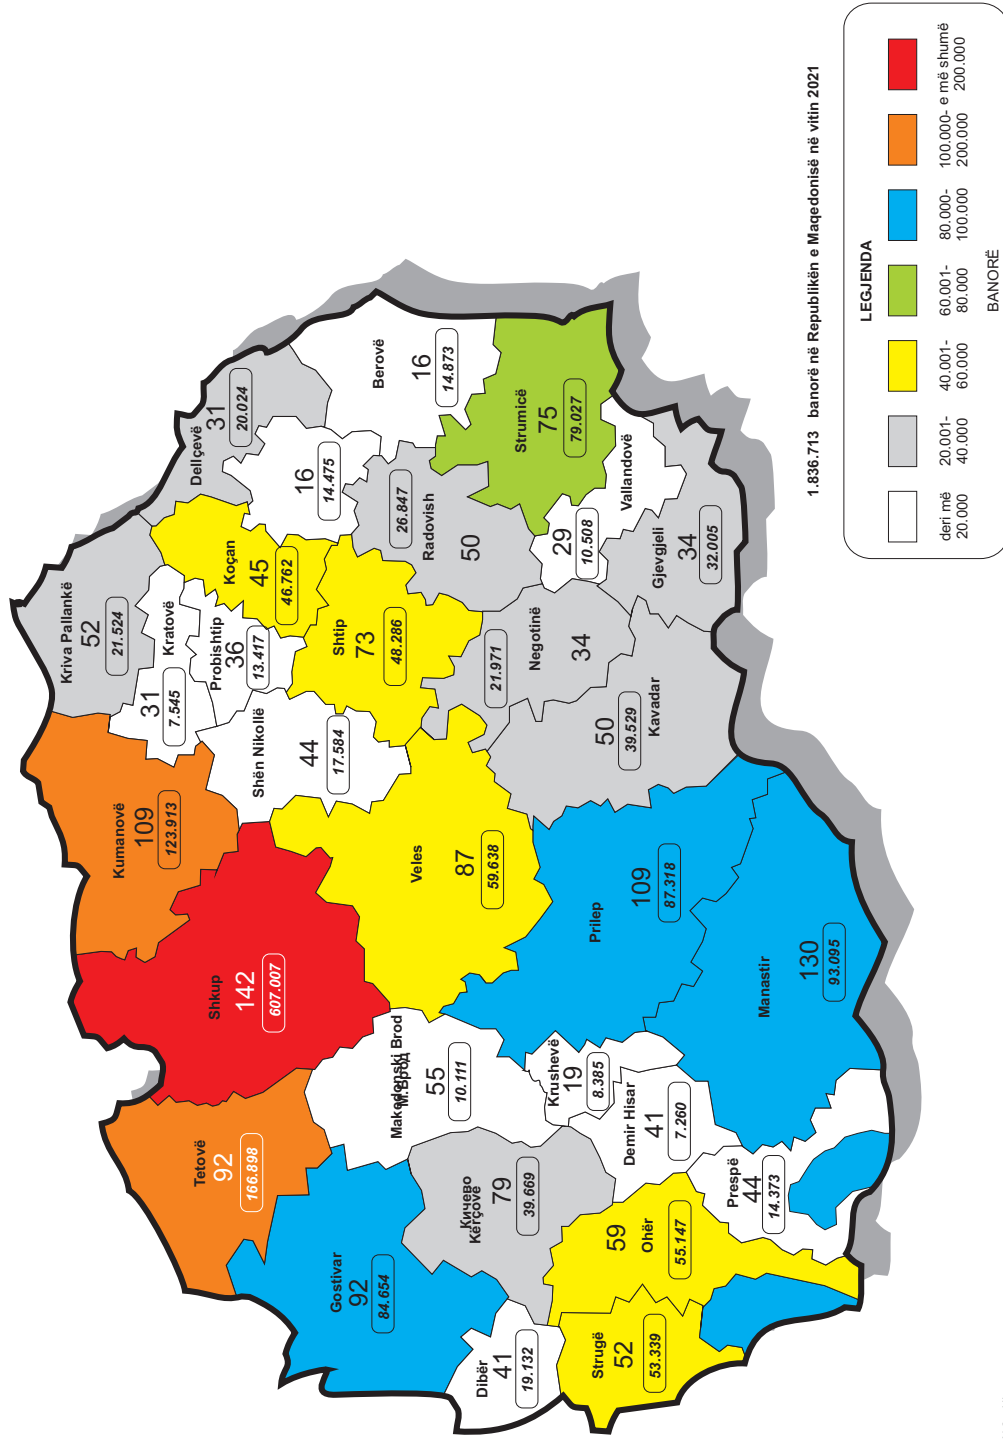 Kriva Pallankë
52
21.524
Kumanovë
109
123.913
Kratovë
31
7.545
Probishtip
36
13.417
Dellçevë
31
20.024
Koçan
45
46.762
16
14.475
Berovë
16
14.873
Shkup
142
607.007
Shën Nikollë
44
17.584
Shtip
73
48.286
26.847
Radovish
50
Strumicë
75
79.027
Tetovë
92
166.898
Veles
87
59.638
21.971
Negotinë
34
29
10.508
Vallandovë
Gjevgjeli
34
32.005
Gostivar
92
84.654
Makedonski Brod
М. Брод
55
10.111
50
39.529
Kavadar
Prilep
109
87.318
Кичево
Kërçovë
79
39.669
Krushevë
19
8.385
Dibër
41
19.132
Demir Hisar
41
7.260
Manastir
130
93.095
Strugë
52
53.339
59
Ohër
55.147
Prespë
44
14.373
1.836.713 banorë në Republikën e Maqedonisë në vitin 2021
LEGJENDA
deri më
20.000
20.001-
40.000
40.001-
60.000
60.001-
80.000
80.000-
100.000
100.000-
200.000
e më shumë
200.000
BANORË